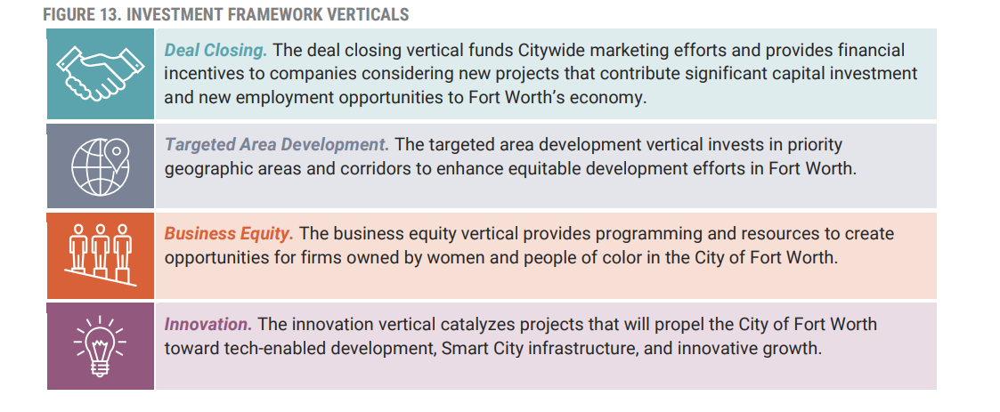 FIGURE 13. INVESTMENT FRAMEWORK VERTICALS
Deal Closing. The deal closing vertical funds Citywide marketing efforts and provides financial
incentives to companies considering new projects that contribute significant capital investment
and new employment opportunities to Fort Worth’s economy.
Targeted Area Development. The targeted area development vertical invests in priority
geographic areas and corridors to enhance equitable development efforts in Fort Worth.
Business Equity. The business equity vertical provides programming and resources to create
opportunities for firms owned by women and people of color in the City of Fort Worth.
Innovation. The innovation vertical catalyzes projects that will propel the City of Fort Worth
toward tech-enabled development, Smart City infrastructure, and innovative growth.